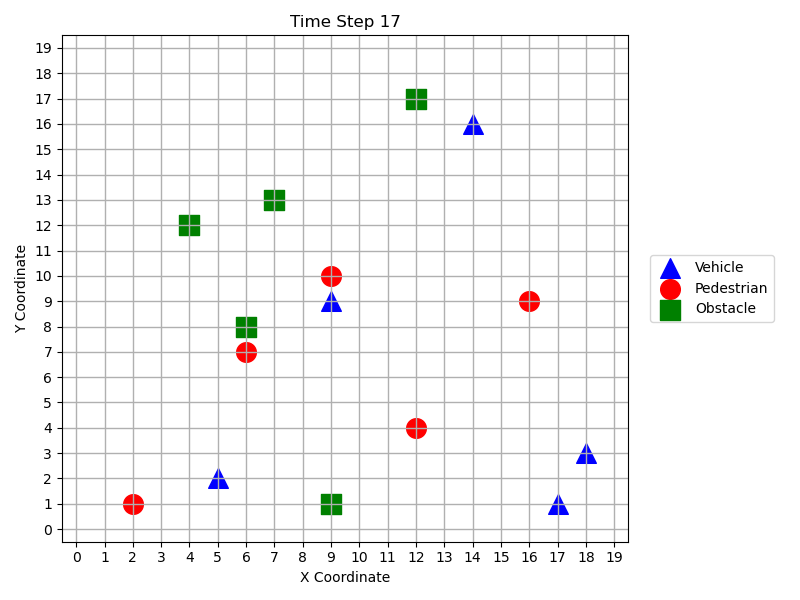 Time Step 17
19
18
17
16
15
14
13
12
11
10
9
8
7
6
5
4
3
2
1
0
Y Coordinate
0 1 2 3 4 5 6 7 8 9 10 11 12 13 14 15 16 17 18 19
X Coordinate
Vehicle
Pedestrian
Obstacle